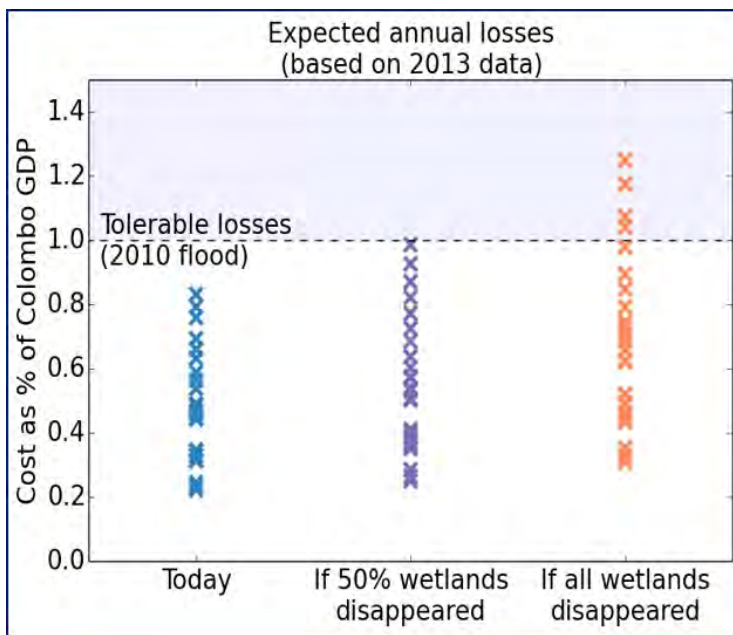 Expected annual losses
(based on 2013 data)
Cost as % of Colombo GDP
1.4
1.2
1.0
0.8
0.6
0.4
0.2
0.0
Tolerable losses
(2010 flood)
Today
If 50% wetlands
disappeared
If all wetlands
disappeared